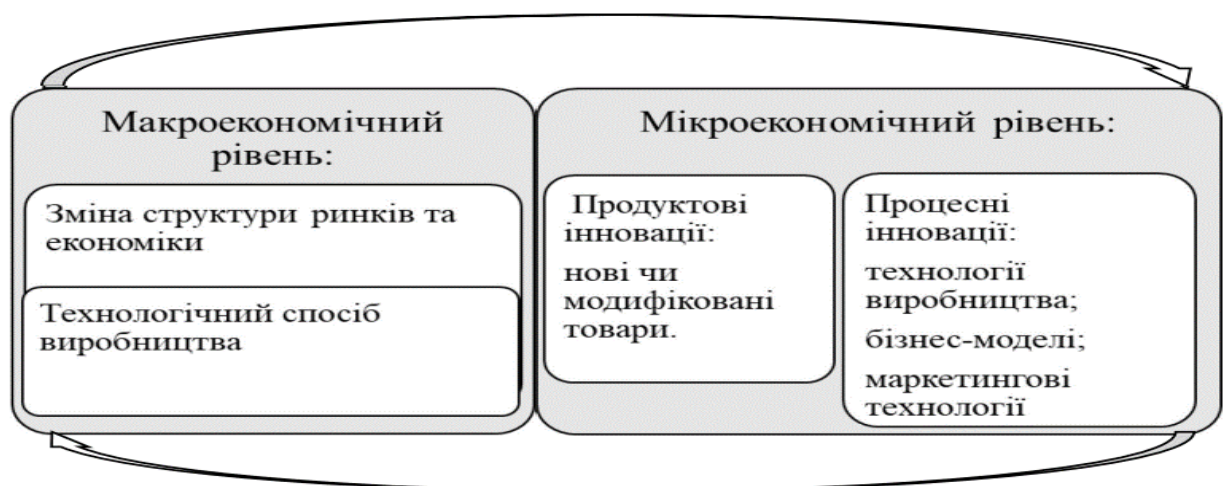 Макроекономічний
рівень:
Зміна структури ринків та
економіки
Технологічний спосіб
виробництва
Мікроекономічний рівень:
Продуктові
інновації:
нові чи
модифіковані
товари.
Процесні
інновації:
технології
виробництва;
бізнес-моделі;
маркетингові
технології